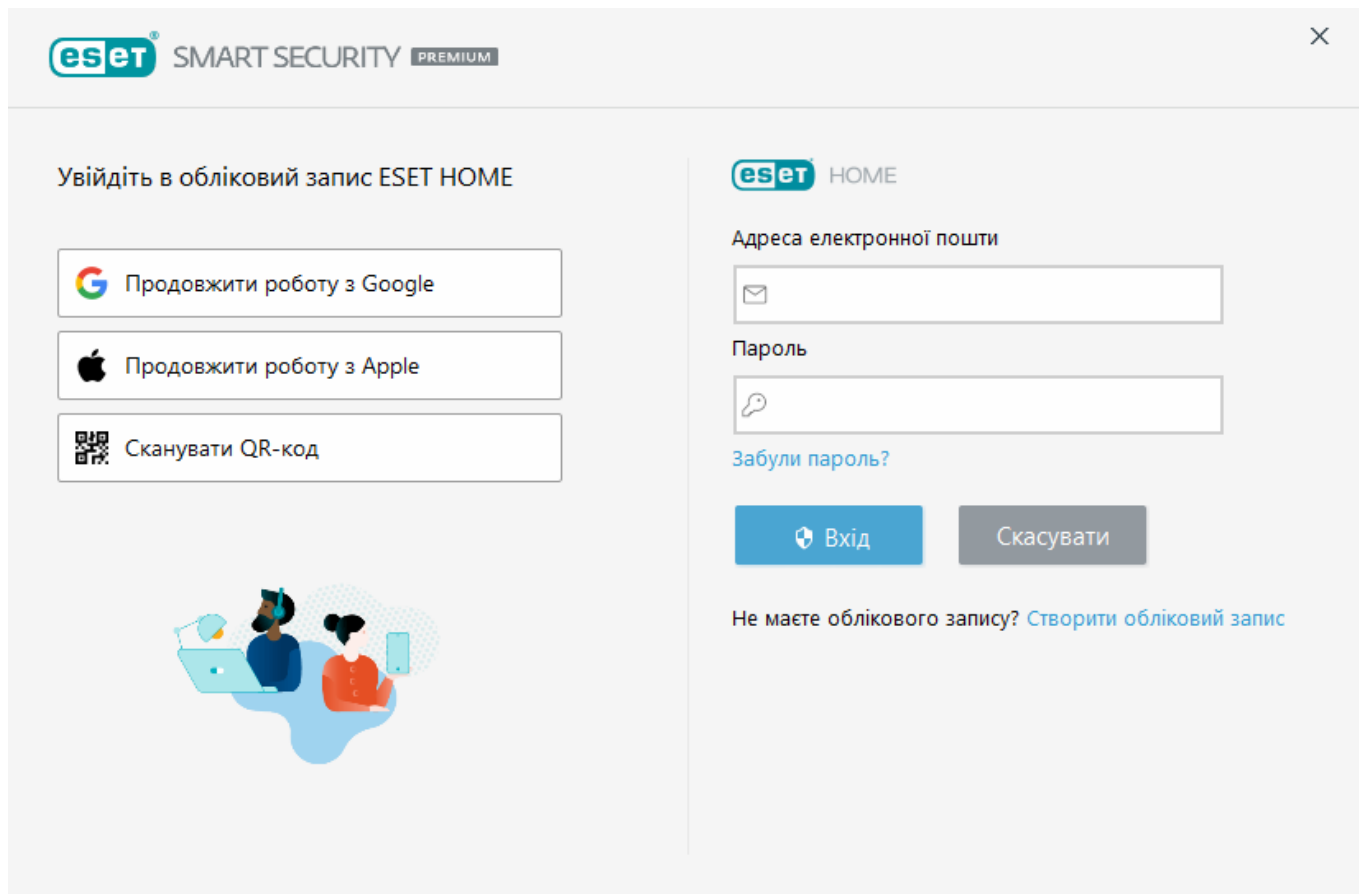 eset® SMART SECURITY PREMIUM
Увійдіть в обліковий запис ESET HOME
Продовжити роботу з Google
Продовжити роботу з Apple
Сканувати QR-код
eset HOME
Адреса електронної пошти
Пароль
Забули пароль?
Вхід
Скасувати
Не маєте облікового запису? Створити обліковий запис